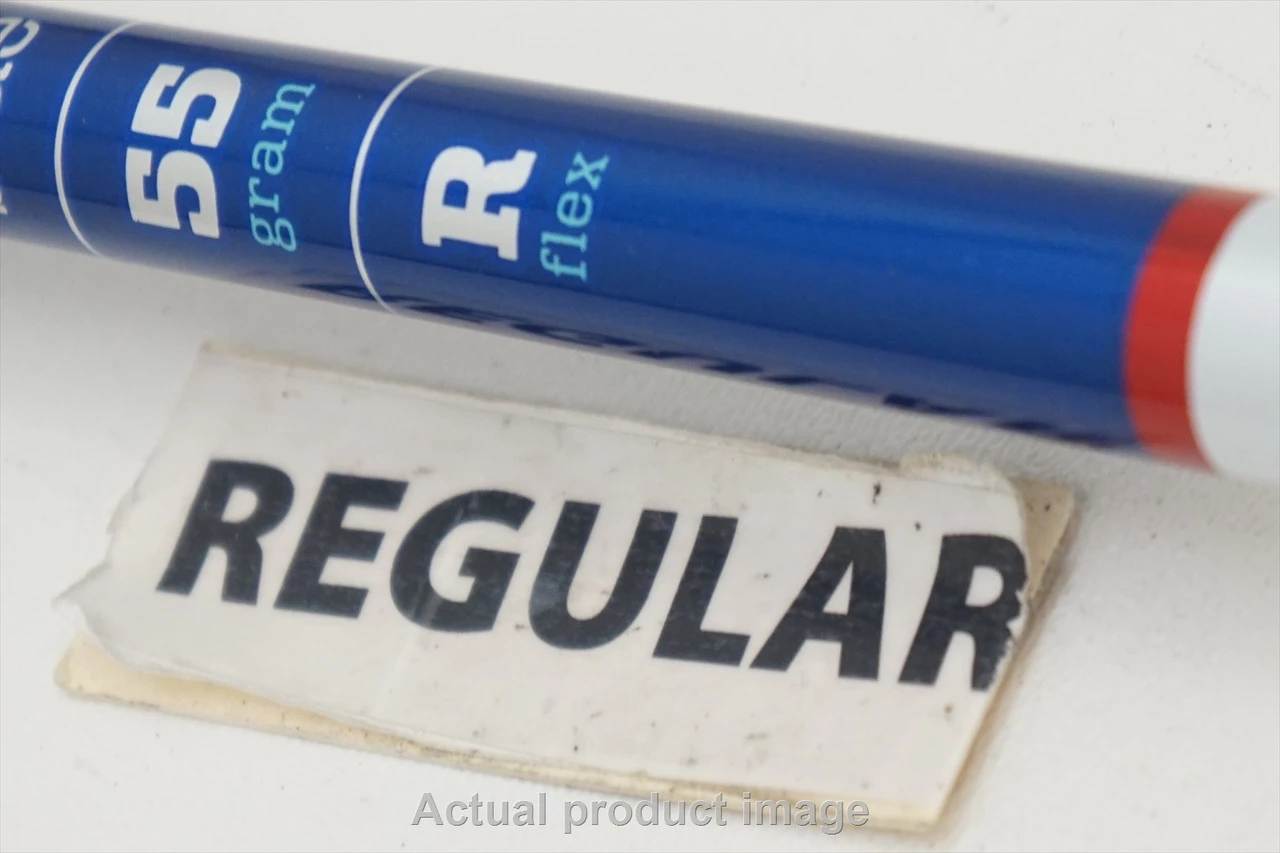 55
gram
R
flex
REGULAR
Actual product image